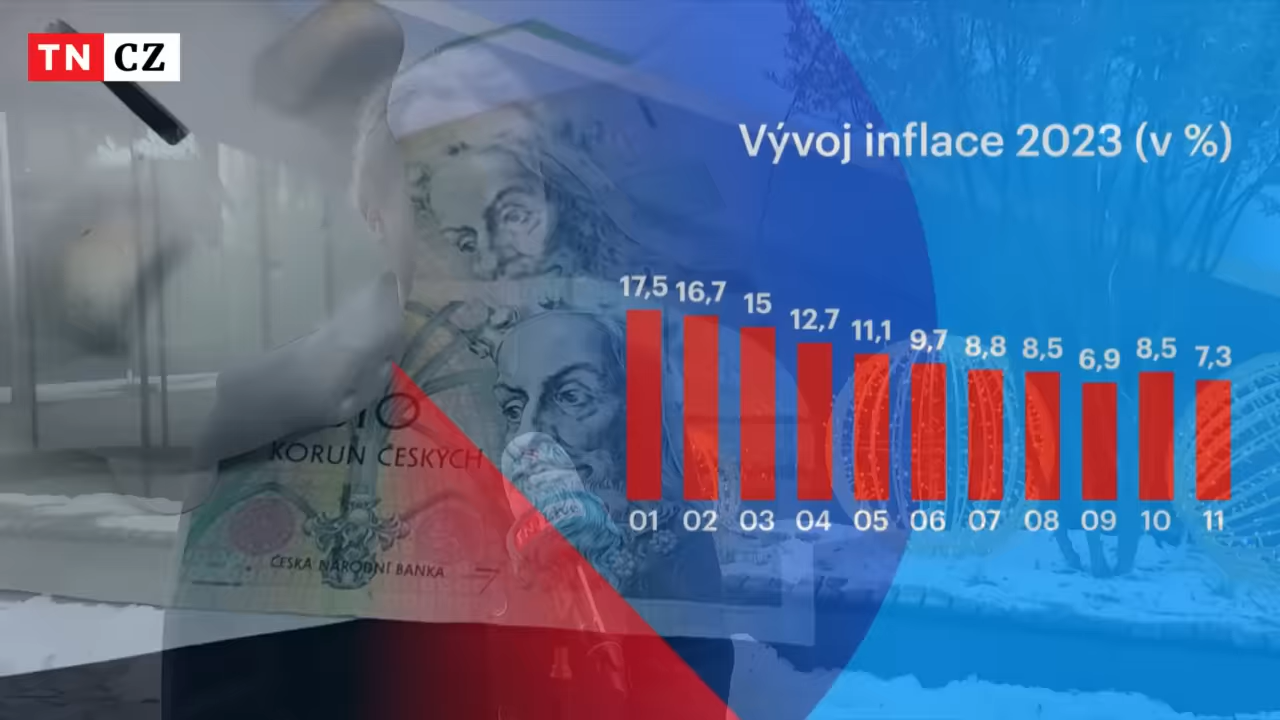 TN CZ
Vývoj inflace 2023 (v %)
17,5 16,7 15 12,7 11,1 9,7 8,8 8,5 6,9 8,5 7,3
01 02 03 04 05 06 07 08 09 10 11
KORUN ČESKÝCH
ČESKÁ NÁRODNÍ BANKA